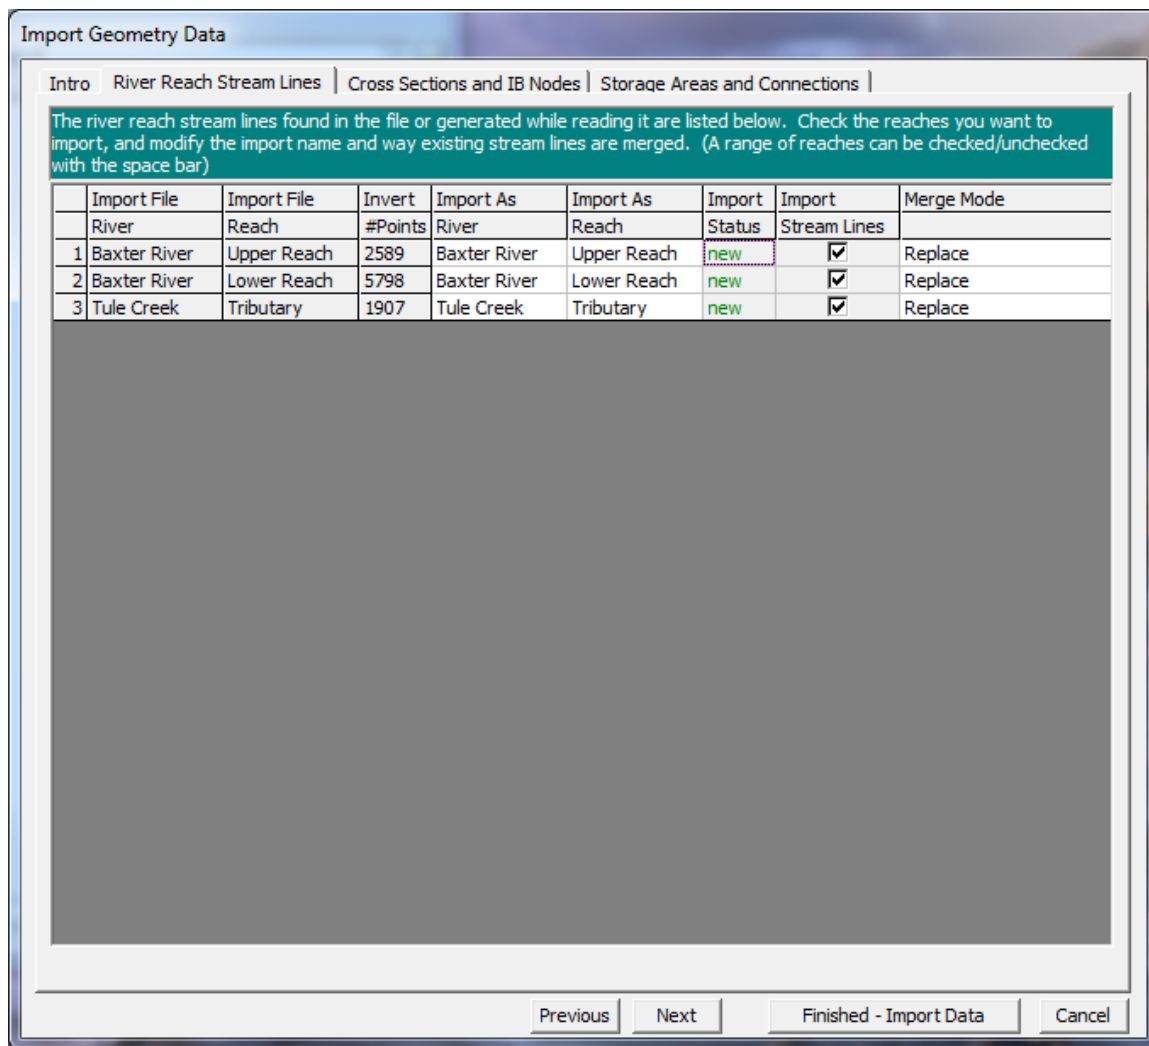 Import Geometry Data
Intro River Reach Stream Lines Cross Sections and IB Nodes Storage Areas and Connections
The river reach stream lines found in the file or generated while reading it are listed below. Check the reaches you want to
import, and modify the import name and way existing stream lines are merged. (A range of reaches can be checked/unchecked
with the space bar)
Import File Import File Invert Import As Import As Import Import Merge Mode
River Reach #Points River Reach Status Stream Lines
1 Baxter River Upper Reach 2589 Baxter River Upper Reach new Replace
2 Baxter River Lower Reach 5798 Baxter River Lower Reach new Replace
3 Tule Creek Tributary 1907 Tule Creek Tributary new Replace
Previous Next Finished - Import Data Cancel